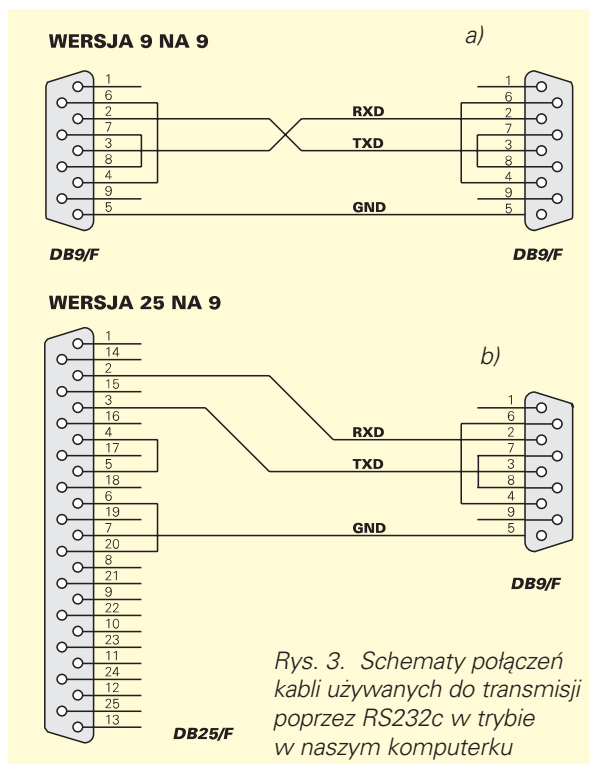 WERSJA 9 NA 9
a)
1
6
2
7
3
8
4
9
5
RXD
TXD
GND
1
6
2
7
3
8
4
9
5
DB9/F
DB9/F
WERSJA 25 NA 9
b)
1
14
2
15
3
16
4
17
5
18
6
19
7
20
8
21
9
22
10
23
11
24
12
25
13
RXD
TXD
GND
1
6
2
7
3
8
4
9
5
DB9/F
DB25/F
Rys. 3. Schematy połączeń
kabli używanych do transmisji
poprzez RS232c w trybie
w naszym komputerku